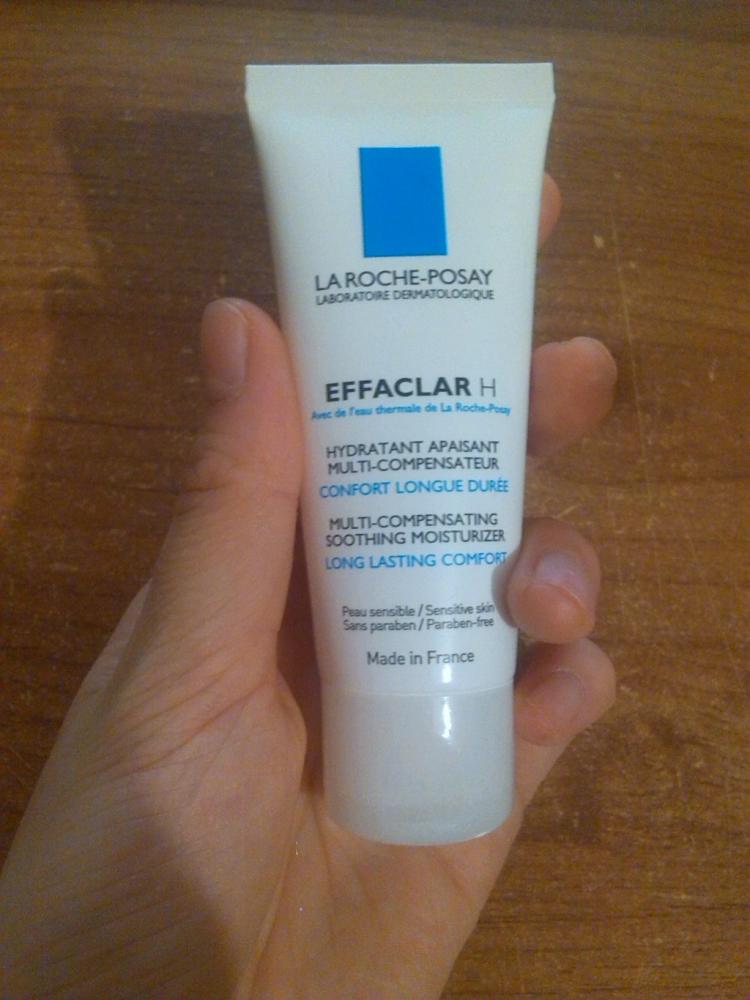 LA ROCHE-POSAY
LABORATOIRE DERMATOLOGIQUE
EFFACLAR H
Avec de l'eau thermale de La Roche-Posay
HYDRATANT APAISANT
MULTI-COMPENSATEUR
CONFORT LONGUE DURÉE
MULTI-COMPENSATING
SOOTHING MOISTURIZER
LONG LASTING COMFORT
Peau sensible / Sensitive skin
Sans paraben / Paraben-free
Made in France